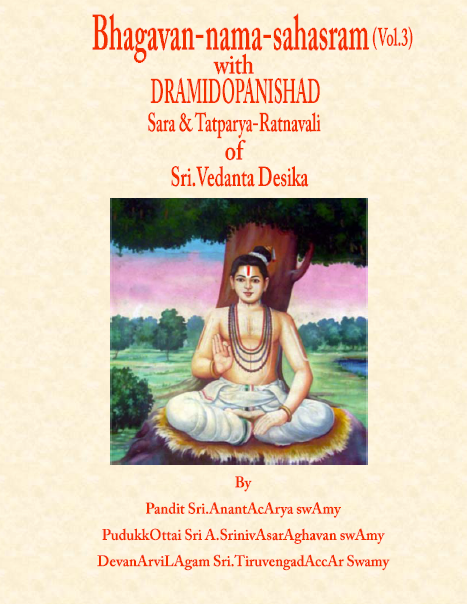 Bhagavan-nama-sahasram (Vol.3)
with
DRAMIDOPANISHAD
Sara & Tatparya-Ratnavali
of
Sri.Vedanta Desika
By
Pandit Sri.AnantAcArya swAmy
PudukkOttai Sri A.SrinivAsarAghavan swAmy
DevanArviLAgam Sri.TiruvengadAccAr Swamy